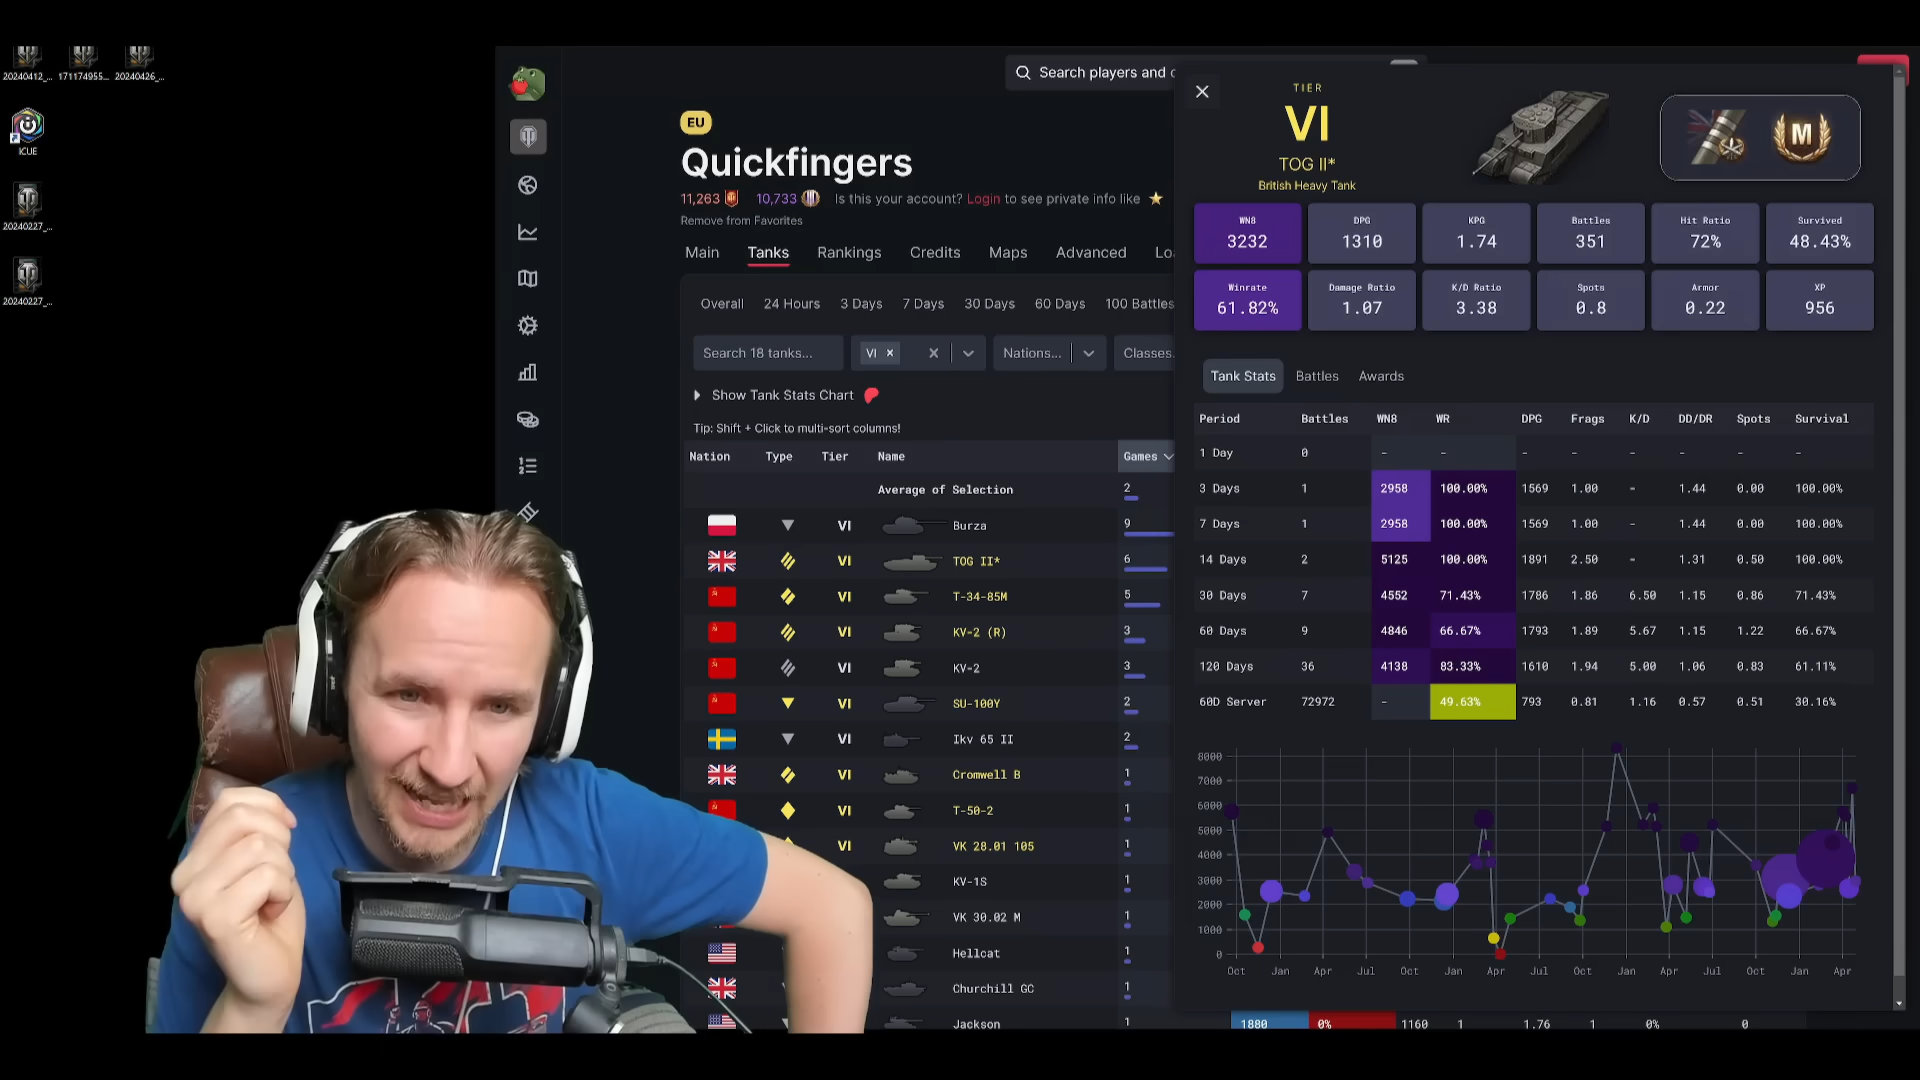 20240412_... 171174955... 20240426_...
iCUE
20240227_...
20240227_...
Search players and c
EU
Quickfingers
11,263 10,733 Is this your account? Login to see private info like
Remove from Favorites
Main Tanks Rankings Credits Maps Advanced Lo
Overall 24 Hours 3 Days 7 Days 30 Days 60 Days 100 Battles
Search 18 tanks... VI × Nations... Classes.
Show Tank Stats Chart
Tip: Shift + Click to multi-sort columns!
Nation Type Tier Name Games
Average of Selection 2
VI Burza 9
VI TOG II* 6
VI T-34-85M 5
VI KV-2 (R) 3
VI KV-2 3
VI SU-100Y 2
VI Ikv 65 II 2
VI Cromwell B 1
VI T-50-2 1
VI VK 28.01 105 1
KV-1S 1
VK 30.02 M 1
Hellcat 1
Churchill GC 1
Jackson 1
TIER
VI
TOG II*
British Heavy Tank
M
WN8 DPG KPG Battles Hit Ratio Survived
3232 1310 1.74 351 72% 48.43%
Winrate Damage Ratio K/D Ratio Spots Armor XP
61.82% 1.07 3.38 0.8 0.22 956
Tank Stats Battles Awards
Period Battles WN8 WR DPG Frags K/D DD/DR Spots Survival
1 Day 0 - - - - - - - -
3 Days 1 2958 100.00% 1569 1.00 - 1.44 0.00 100.00%
7 Days 1 2958 100.00% 1569 1.00 - 1.44 0.00 100.00%
14 Days 2 5125 100.00% 1891 2.50 - 1.31 0.50 100.00%
30 Days 7 4552 71.43% 1786 1.86 6.50 1.15 0.86 71.43%
60 Days 9 4846 66.67% 1793 1.89 5.67 1.15 1.22 66.67%
120 Days 36 4138 83.33% 1610 1.94 5.00 1.06 0.83 61.11%
60D Server 72972 - 49.63% 793 0.81 1.16 0.57 0.51 30.16%
8000
7000
6000
5000
4000
3000
2000
1000
0
Oct Jan Apr Jul Oct Jan Apr Jul Oct Jan Apr Jul Oct Jan Apr
1880 0% 1160 1 1.76 1 0% 0